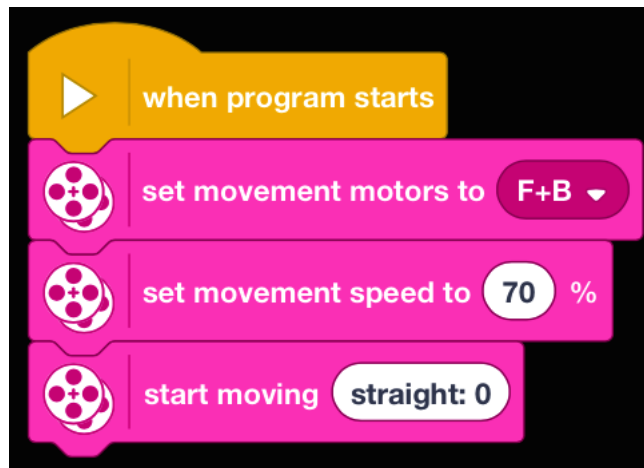 when program starts
set movement motors to F+B
set movement speed to 70 %
start moving straight: 0